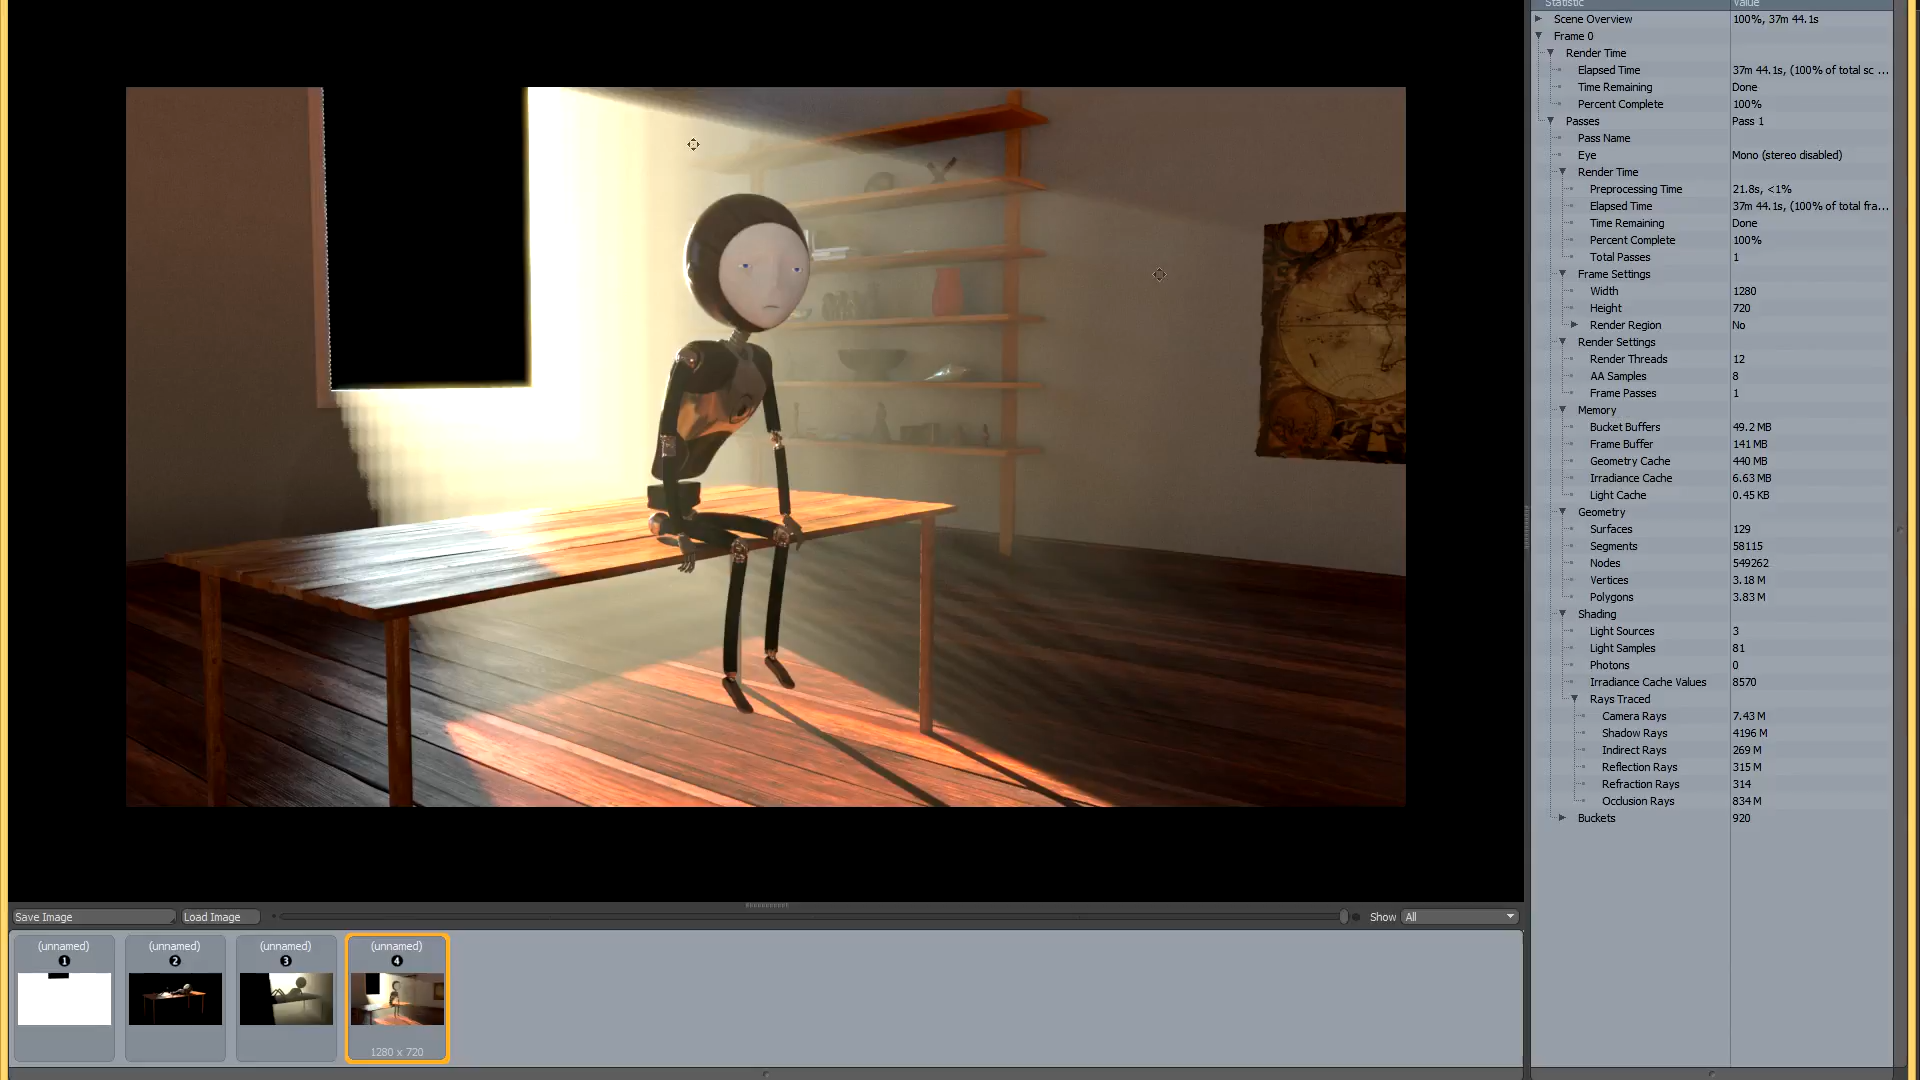 Statistic Value
Scene Overview 100%, 37m 44.1s
Frame 0
Render Time
Elapsed Time 37m 44.1s, (100% of total sc ...
Time Remaining Done
Percent Complete 100%
Passes Pass 1
Pass Name
Eye Mono (stereo disabled)
Render Time
Preprocessing Time 21.8s, <1%
Elapsed Time 37m 44.1s, (100% of total fra...
Time Remaining Done
Percent Complete 100%
Total Passes 1
Frame Settings
Width 1280
Height 720
Render Region No
Render Settings
Render Threads 12
AA Samples 8
Frame Passes 1
Memory
Bucket Buffers 49.2 MB
Frame Buffer 141 MB
Geometry Cache 440 MB
Irradiance Cache 6.63 MB
Light Cache 0.45 KB
Geometry
Surfaces 129
Segments 58115
Nodes 549262
Vertices 3.18 M
Polygons 3.83 M
Shading
Light Sources 3
Light Samples 81
Photons 0
Irradiance Cache Values 8570
Rays Traced
Camera Rays 7.43 M
Shadow Rays 4196 M
Indirect Rays 269 M
Reflection Rays 315 M
Refraction Rays 314
Occlusion Rays 834 M
Buckets 920
Save Image Load Image Show All
(unnamed) (unnamed) (unnamed) (unnamed)
1 2 3 4
1280 x 720